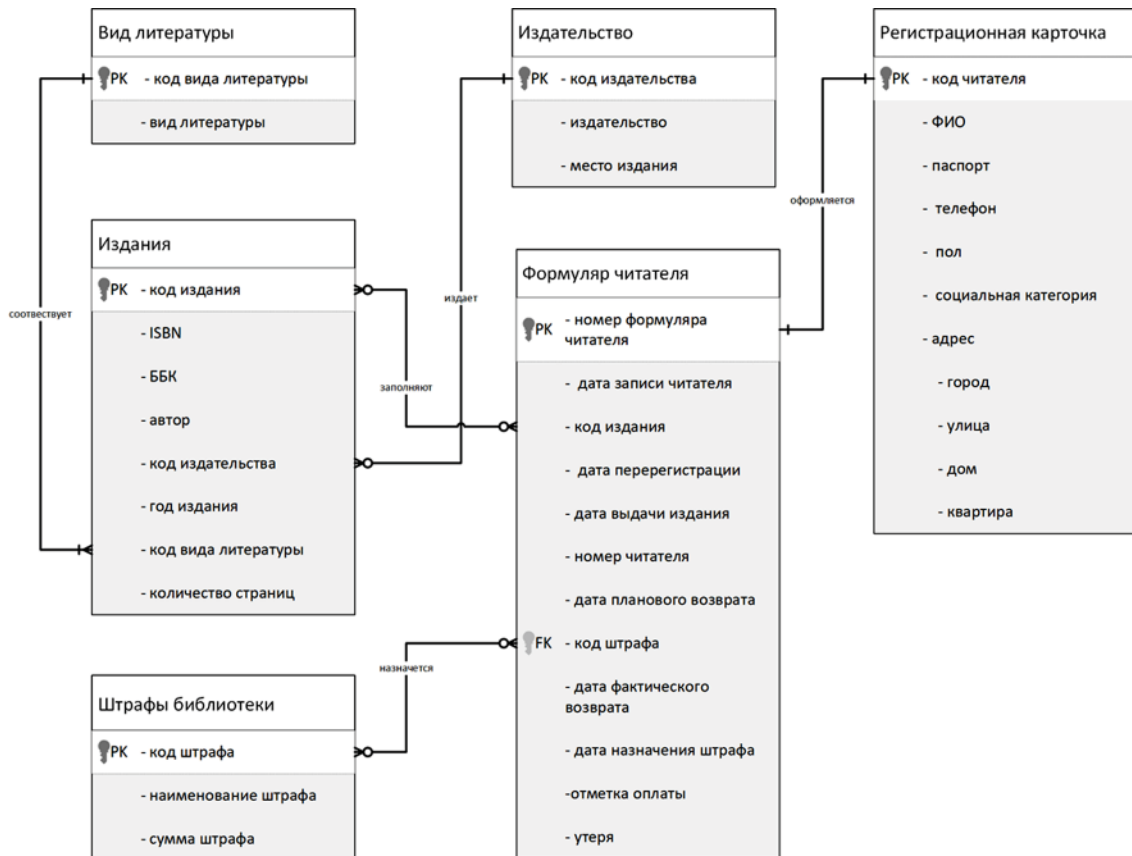 Вид литературы
PK - код вида литературы
- вид литературы
Издательство
PK - код издательства
- издательство
- место издания
Регистрационная карточка
PK - код читателя
- ФИО
- паспорт
- телефон
- пол
- социальная категория
- адрес
- город
- улица
- дом
- квартира
оформляется
соотвествует
издает
Издания
PK - код издания
- ISBN
- ББК
- автор
- код издательства
- год издания
- код вида литературы
- количество страниц
заполняют
Формуляр читателя
PK - номер формуляра
читателя
- дата записи читателя
- код издания
- дата перерегистрации
- дата выдачи издания
- номер читателя
- дата планового возврата
FK - код штрафа
- дата фактического
возврата
- дата назначения штрафа
-отметка оплаты
- утеря
назначется
Штрафы библиотеки
PK - код штрафа
- наименование штрафа
- сумма штрафа